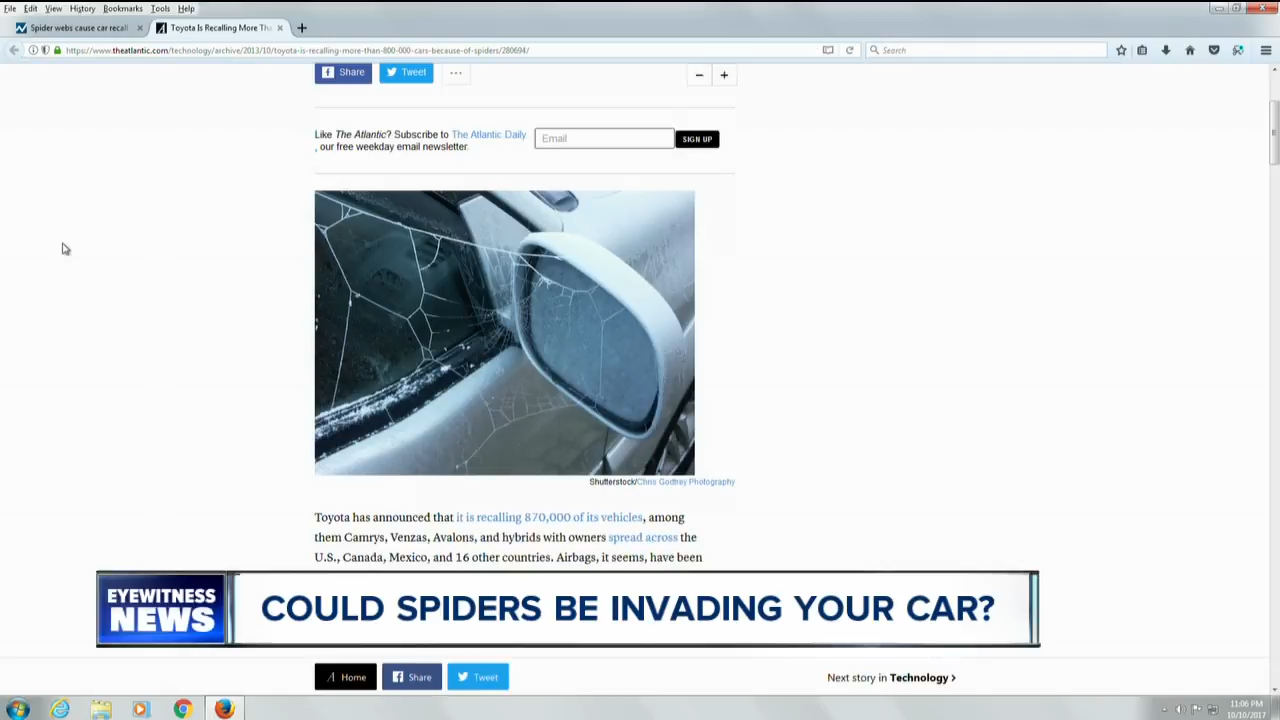 File Edit View History Bookmarks Tools Help
Spider webs cause car recall
Toyota Is Recalling More Tha
https://www.theatlantic.com/technology/archive/2013/10/toyota-is-recalling-more-than-800-000-cars-because-of-spiders/280694/
Search
Share
Tweet
Like The Atlantic? Subscribe to The Atlantic Daily
, our free weekday email newsletter.
Email
SIGN UP
Shutterstock/Chris Godfrey Photography
Toyota has announced that it is recalling 870,000 of its vehicles, among
them Camrys, Venzas, Avalons, and hybrids with owners spread across the
U.S., Canada, Mexico, and 16 other countries. Airbags, it seems, have been
EYEWITNESS
NEWS
COULD SPIDERS BE INVADING YOUR CAR?
Home
Share
Tweet
Next story in Technology >
11:06 PM
10/10/2017